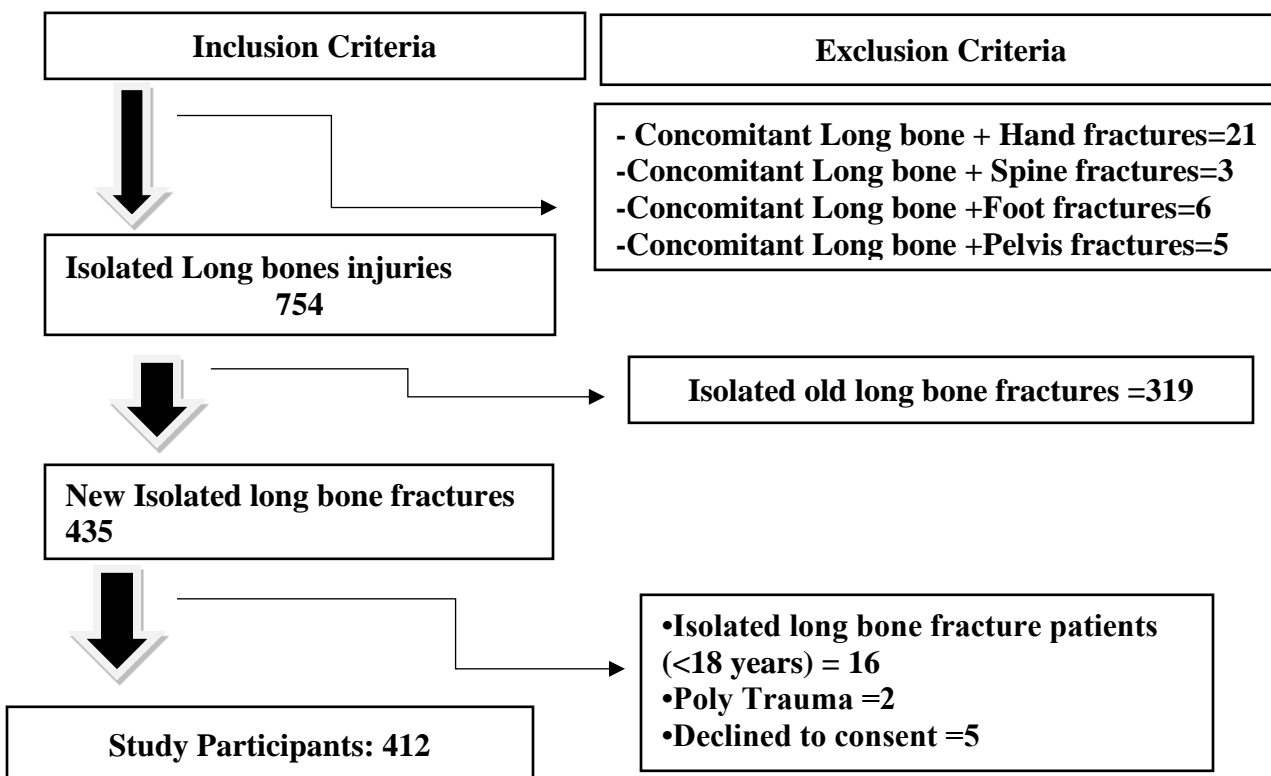 Inclusion Criteria
Exclusion Criteria
- Concomitant Long bone + Hand fractures=21
-Concomitant Long bone + Spine fractures=3
-Concomitant Long bone +Foot fractures=6
-Concomitant Long bone +Pelvis fractures=5
Isolated Long bones injuries
754
Isolated old long bone fractures =319
New Isolated long bone fractures
435
•Isolated long bone fracture patients
(<18 years) = 16
•Poly Trauma =2
•Declined to consent =5
Study Participants: 412